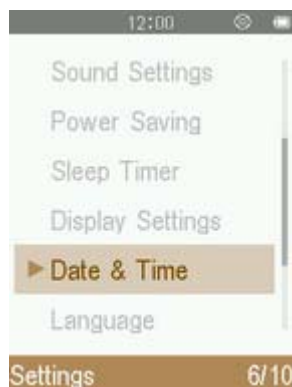 12:00
Sound Settings
Power Saving
Sleep Timer
Display Settings
Date & Time
Language
Settings 6/10